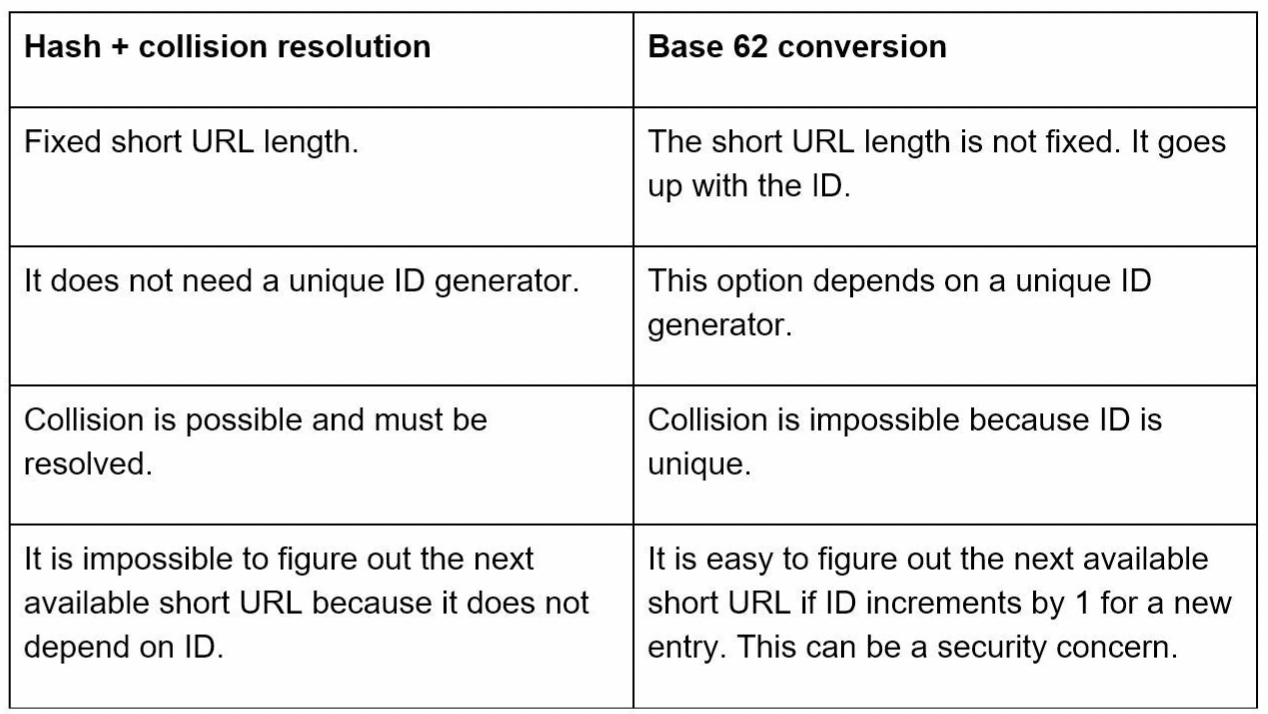 Hash + collision resolution
Base 62 conversion
Fixed short URL length.
The short URL length is not fixed. It goes
up with the ID.
It does not need a unique ID generator.
This option depends on a unique ID
generator.
Collision is possible and must be
resolved.
Collision is impossible because ID is
unique.
It is impossible to figure out the next
available short URL because it does not
depend on ID.
It is easy to figure out the next available
short URL if ID increments by 1 for a new
entry. This can be a security concern.